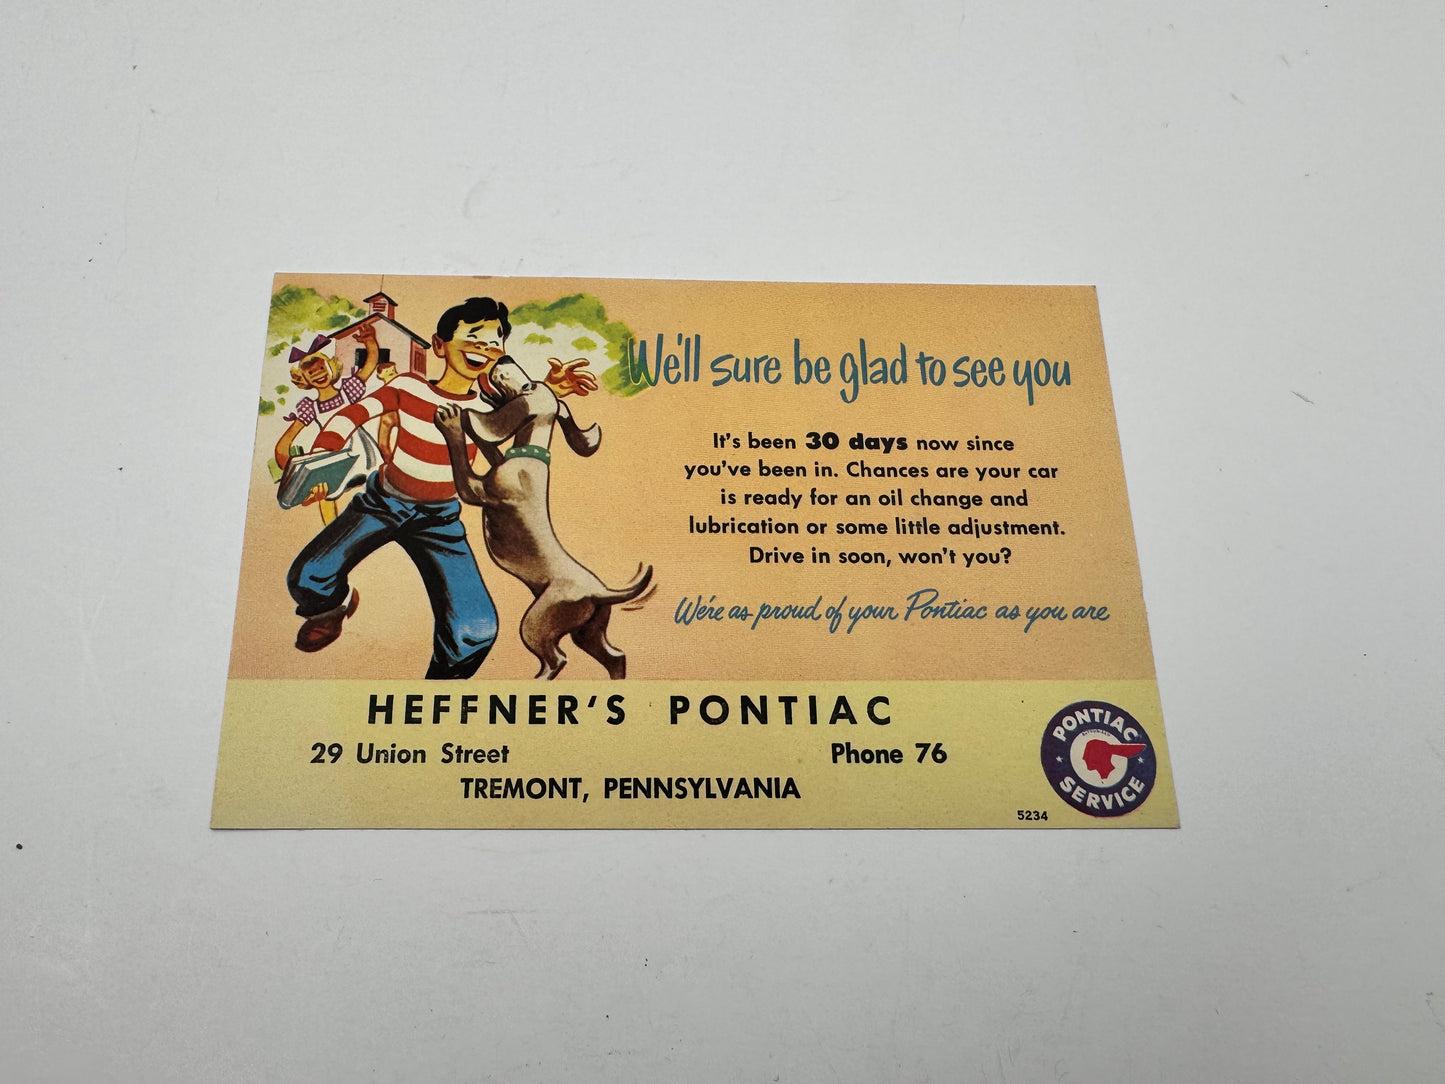 We'll sure be glad to see you
It's been 30 days now since
you've been in. Chances are your car
is ready for an oil change and
lubrication or some little adjustment.
Drive in soon, won't you?
We're as proud of your Pontiac as you are
HEFFNER'S PONTIAC
29 Union Street Phone 76
TREMONT, PENNSYLVANIA
PONTIAC
SERVICE
5234